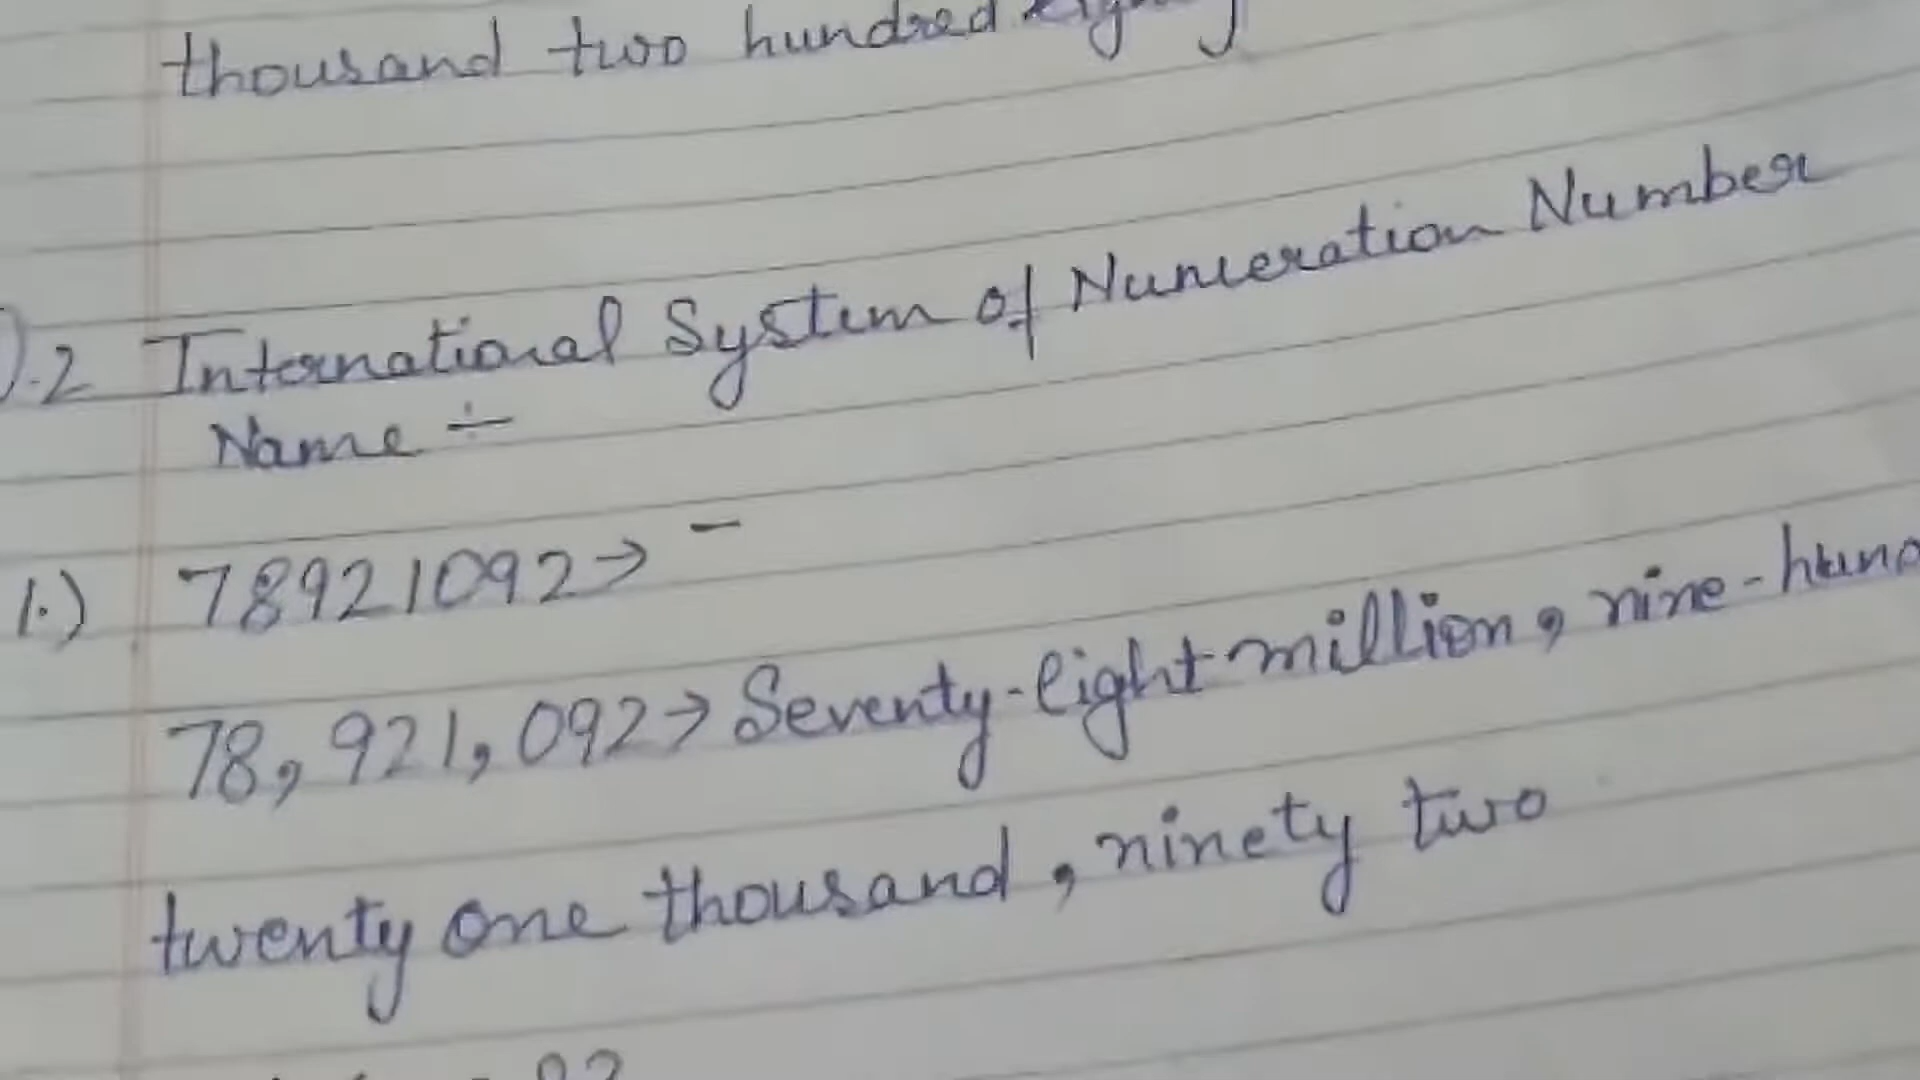 thousand two hundred
Q.2 International System of Numeration Number
Name ÷
1.) 78921092→ -
78,921,092→ Seventy-eight million, nine-hund
twenty one thousand, ninety two